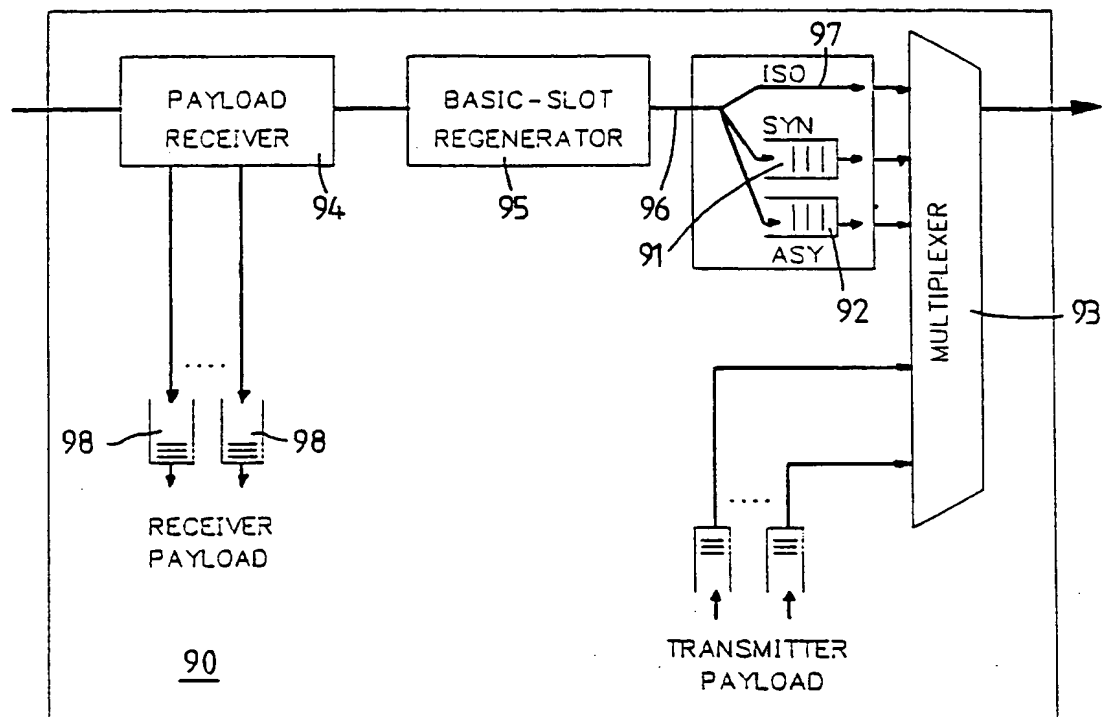 97
PAYLOAD
RECEIVER
BASIC-SLOT
REGENERATOR
ISO
SYN
94
95
96
91
ASY
92
MULTIPLEXER
93
98
98
RECEIVER
PAYLOAD
TRANSMITTER
PAYLOAD
90